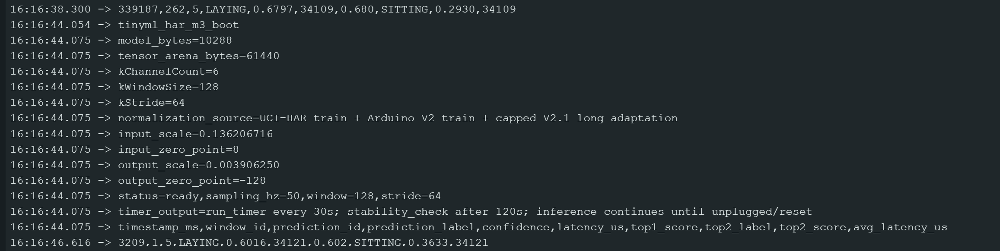 16:16:38.300 -> 339187,262,5,LAYING,0.6797,34109,0.680,SITTING,0.2930,34109
16:16:44.054 -> tinyml_har_m3_boot
16:16:44.075 -> model_bytes=10288
16:16:44.075 -> tensor_arena_bytes=61440
16:16:44.075 -> kChannelCount=6
16:16:44.075 -> kWindowSize=128
16:16:44.075 -> kStride=64
16:16:44.075 -> normalization_source=UCI-HAR train + Arduino V2 train + capped V2.1 long adaptation
16:16:44.075 -> input_scale=0.136206716
16:16:44.075 -> input_zero_point=8
16:16:44.075 -> output_scale=0.003906250
16:16:44.075 -> output_zero_point=-128
16:16:44.075 -> status=ready,sampling_hz=50,window=128,stride=64
16:16:44.075 -> timer_output=run_timer every 30s; stability_check after 120s; inference continues until unplugged/reset
16:16:44.075 -> timestamp_ms,window_id,prediction_id,prediction_label,confidence,latency_us,top1_score,top2_label,top2_score,avg_latency_us
16:16:46.616 -> 3209,1,5,LAYING,0.6016,34121,0.602,SITTING,0.3633,34121